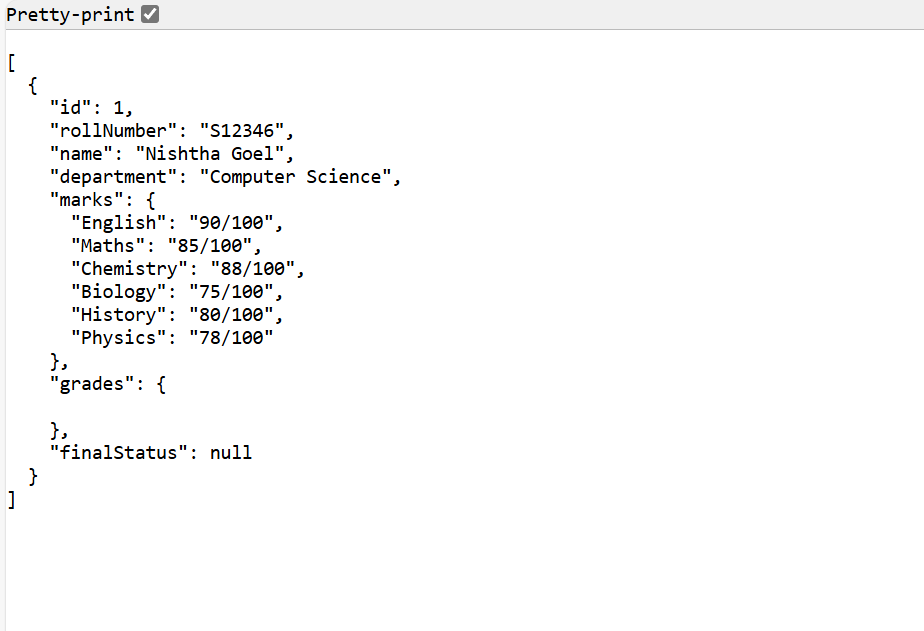 Pretty-print
[
  {
    "id": 1,
    "rollNumber": "S12346",
    "name": "Nishtha Goel",
    "department": "Computer Science",
    "marks": {
      "English": "90/100",
      "Maths": "85/100",
      "Chemistry": "88/100",
      "Biology": "75/100",
      "History": "80/100",
      "Physics": "78/100"
    },
    "grades": {

    },
    "finalStatus": null
  }
]